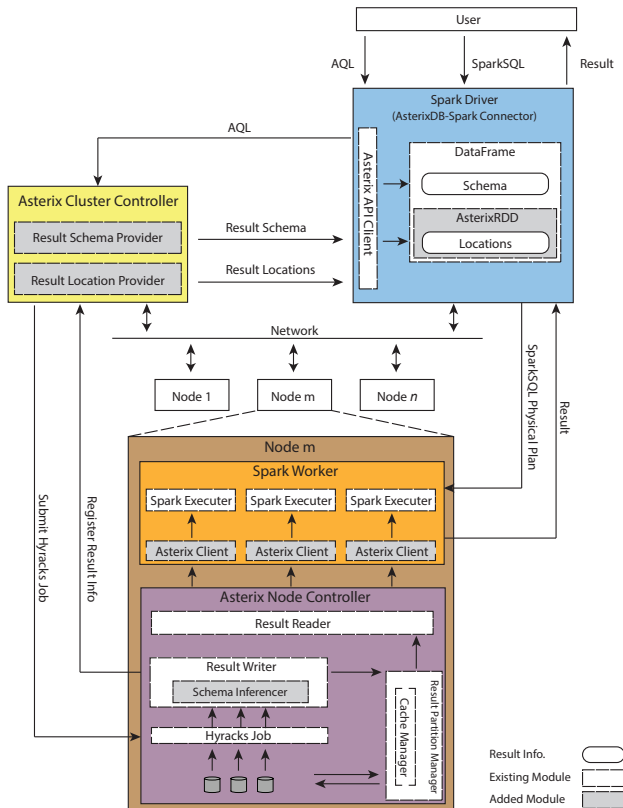 User
AQL
SparkSQL
Result
Spark Driver
(AsterixDB-Spark Connector)
AQL
DataFrame
Asterix API Client
Schema
AsterixRDD
Locations
Asterix Cluster Controller
Result Schema Provider
Result Location Provider
Result Schema
Result Locations
Network
Node 1
Node m
Node n
SparkSQL Physical Plan
Result
Submit Hyracks Job
Register Result Info
Node m
Spark Worker
Spark Executer
Spark Executer
Spark Executer
Asterix Client
Asterix Client
Asterix Client
Asterix Node Controller
Result Reader
Result Writer
Schema Inferencer
Hyracks Job
Cache Manager
Result Partition Manager
Result Info.
Existing Module
Added Module